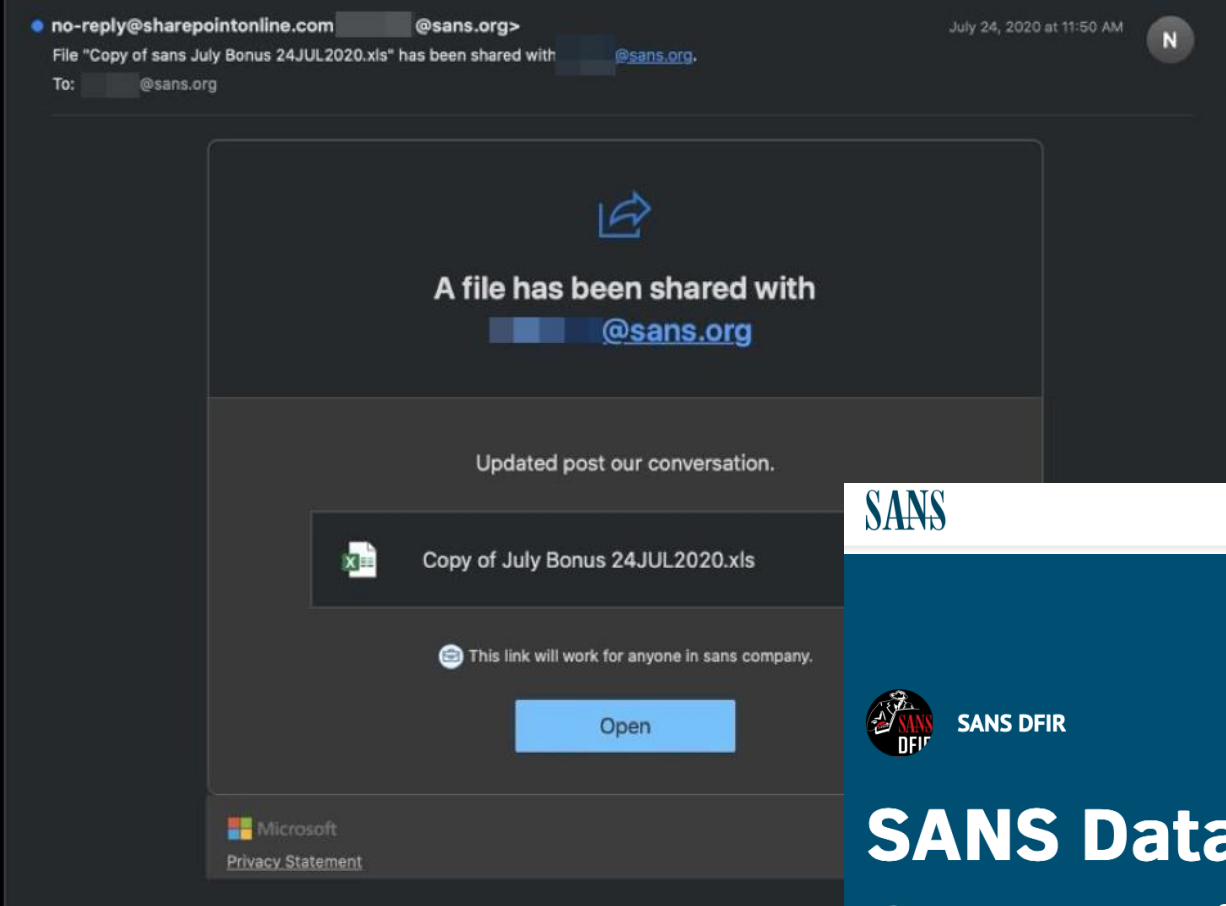 no-reply@sharepointonline.com @sans.org>
July 24, 2020 at 11:50 AM
N
File "Copy of sans July Bonus 24JUL2020.xls" has been shared with @sans.org.
To: @sans.org
A file has been shared with
@sans.org
Updated post our conversation.
Copy of July Bonus 24JUL2020.xls
This link will work for anyone in sans company.
Open
Microsoft
Privacy Statement
SANS
SANS DFIR
SANS DFIR
SANS Data